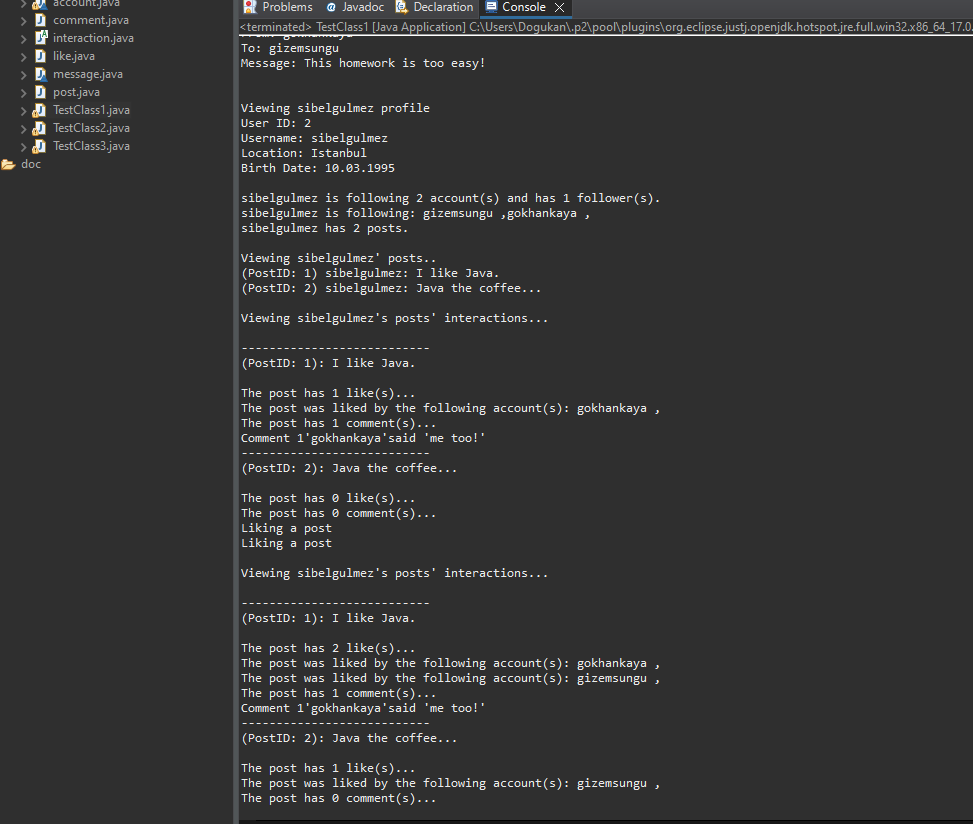 account.java
comment.java
interaction.java
like.java
message.java
post.java
TestClass1.java
TestClass2.java
TestClass3.java
doc
Problems Javadoc Declaration Console
<terminated> TestClass1 [Java Application] C:\Users\Dogukan\.p2\pool\plugins\org.eclipse.justj.openjdk.hotspot.jre.full.win32.x86_64_17.0.
To: gizemsungu
Message: This homework is too easy!
Viewing sibelgulmez profile
User ID: 2
Username: sibelgulmez
Location: Istanbul
Birth Date: 10.03.1995
sibelgulmez is following 2 account(s) and has 1 follower(s).
sibelgulmez is following: gizemsungu ,gokhankaya ,
sibelgulmez has 2 posts.
Viewing sibelgulmez' posts..
(PostID: 1) sibelgulmez: I like Java.
(PostID: 2) sibelgulmez: Java the coffee...
Viewing sibelgulmez's posts' interactions...
---------------------------
(PostID: 1): I like Java.
The post has 1 like(s)...
The post was liked by the following account(s): gokhankaya ,
The post has 1 comment(s)...
Comment 1'gokhankaya'said 'me too!'
---------------------------
(PostID: 2): Java the coffee...
The post has 0 like(s)...
The post has 0 comment(s)...
Liking a post
Liking a post
Viewing sibelgulmez's posts' interactions...
---------------------------
(PostID: 1): I like Java.
The post has 2 like(s)...
The post was liked by the following account(s): gokhankaya ,
The post was liked by the following account(s): gizemsungu ,
The post has 1 comment(s)...
Comment 1'gokhankaya'said 'me too!'
---------------------------
(PostID: 2): Java the coffee...
The post has 1 like(s)...
The post was liked by the following account(s): gizemsungu ,
The post has 0 comment(s)...